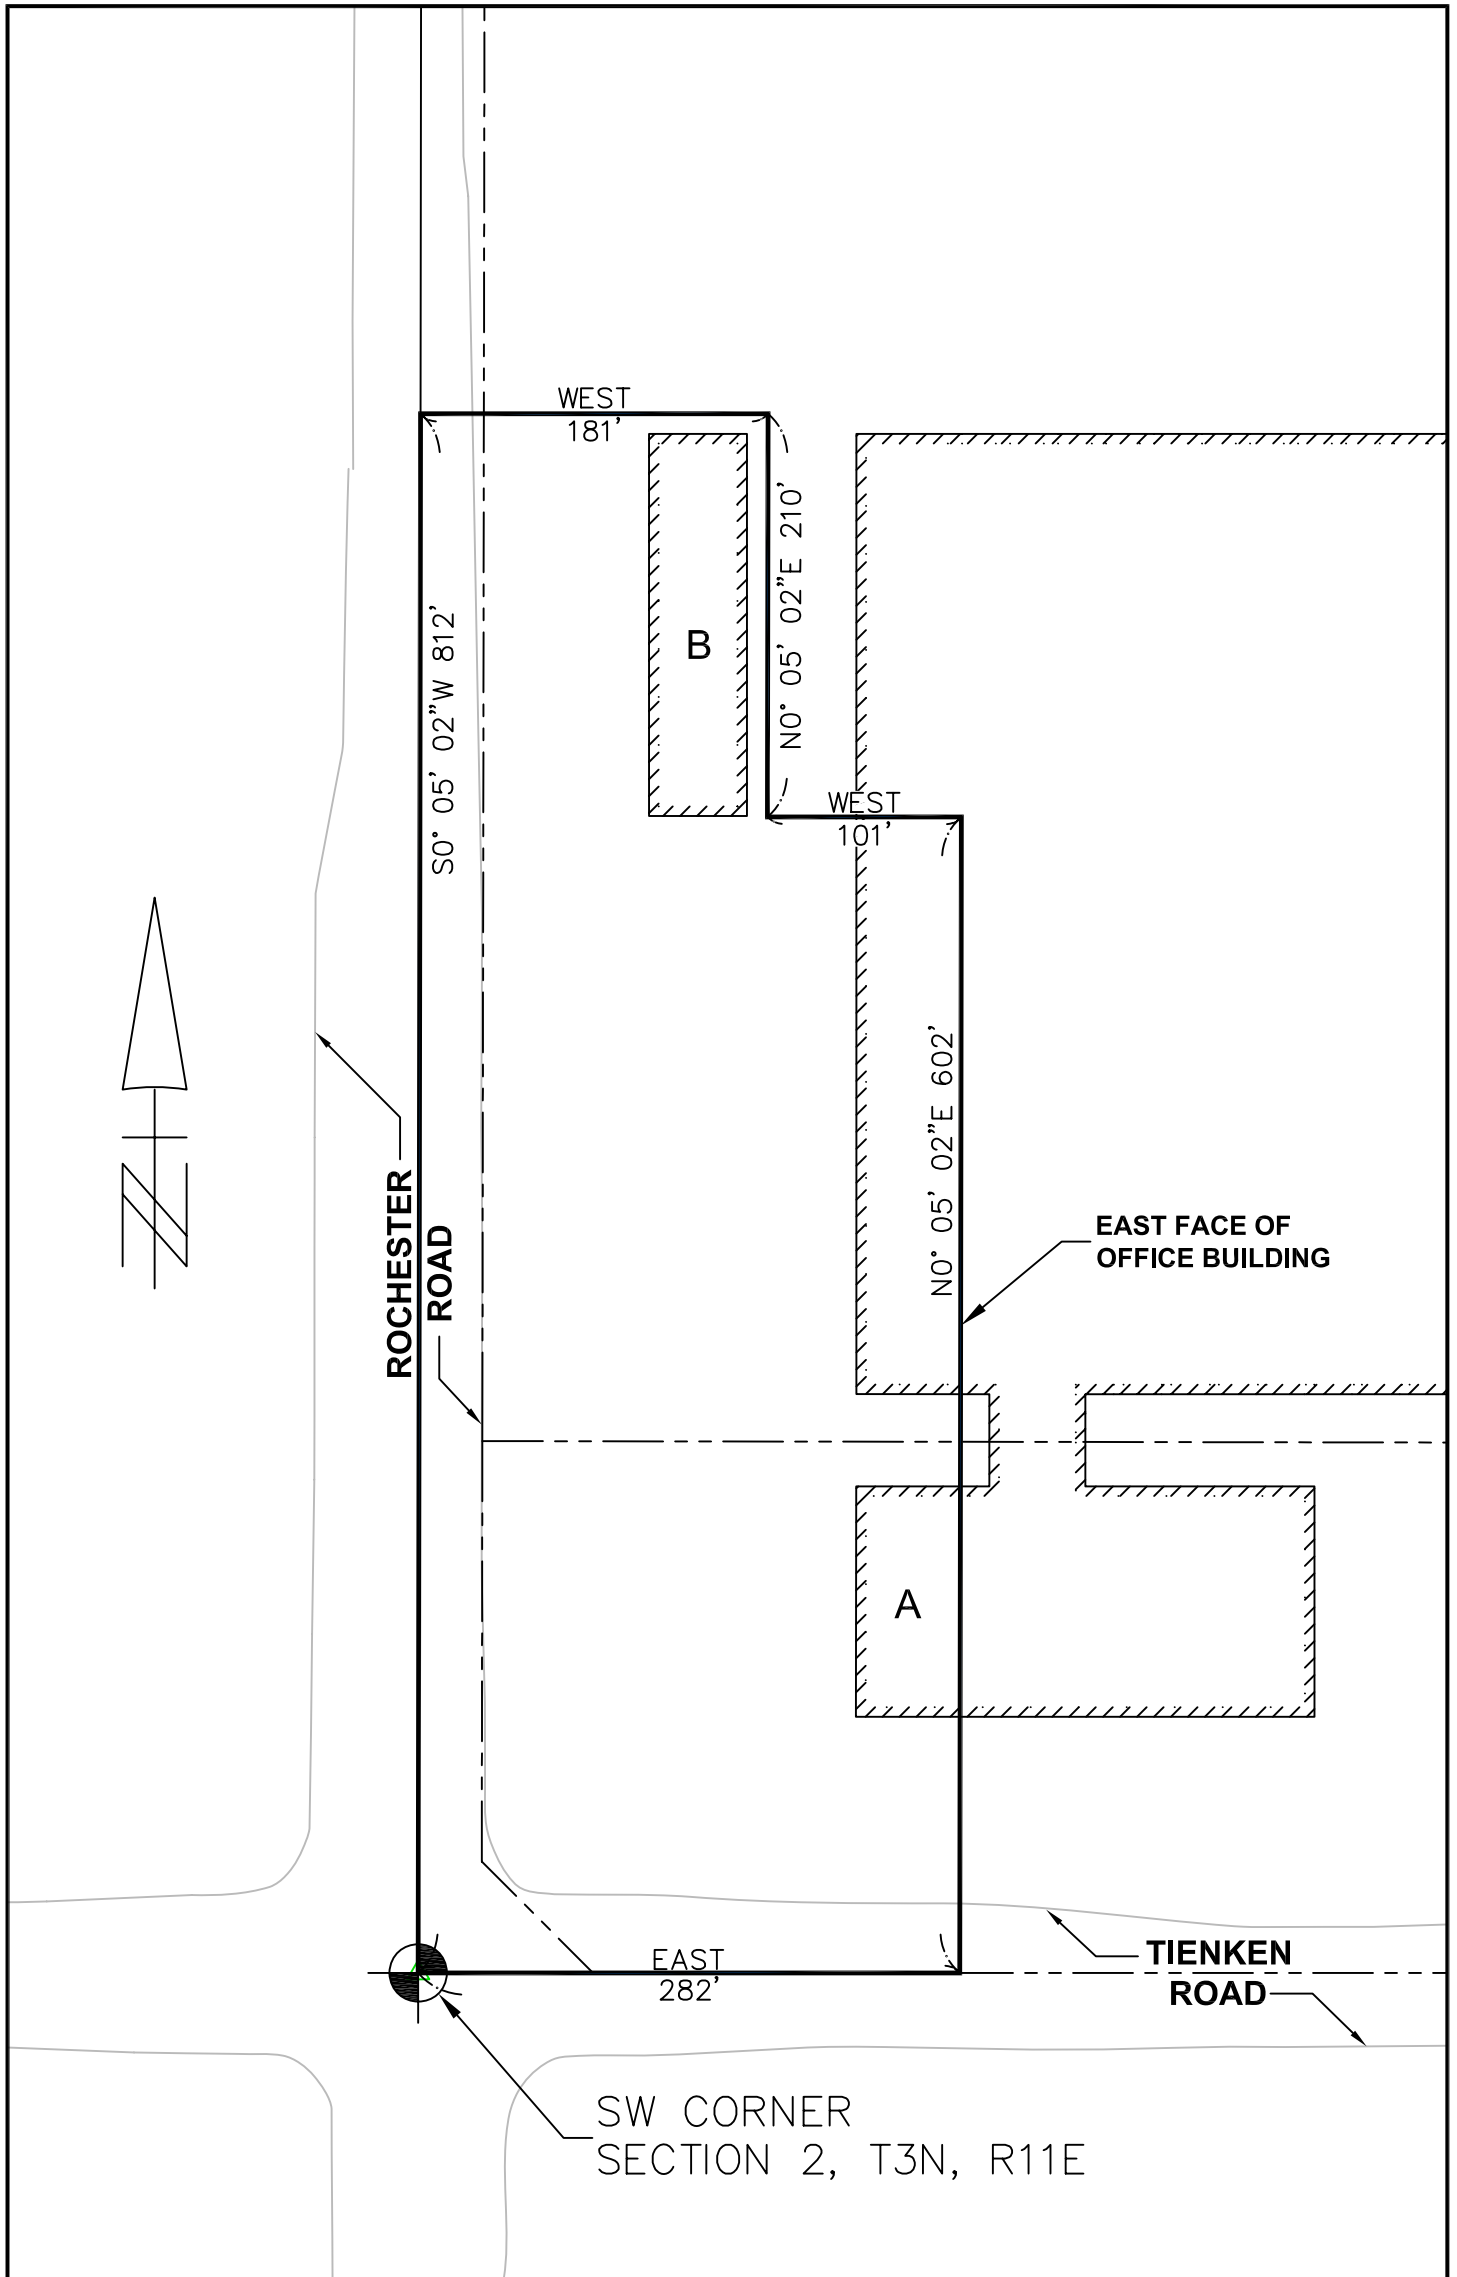 WEST
181'
B
N0° 05' 02"E 210'
S0° 05' 02"W 812'
WEST
101'
N0° 05' 02"E 602'
ROCHESTER
ROAD
EAST FACE OF
OFFICE BUILDING
N
A
EAST
282'
TIENKEN
ROAD
SW CORNER
SECTION 2, T3N, R11E